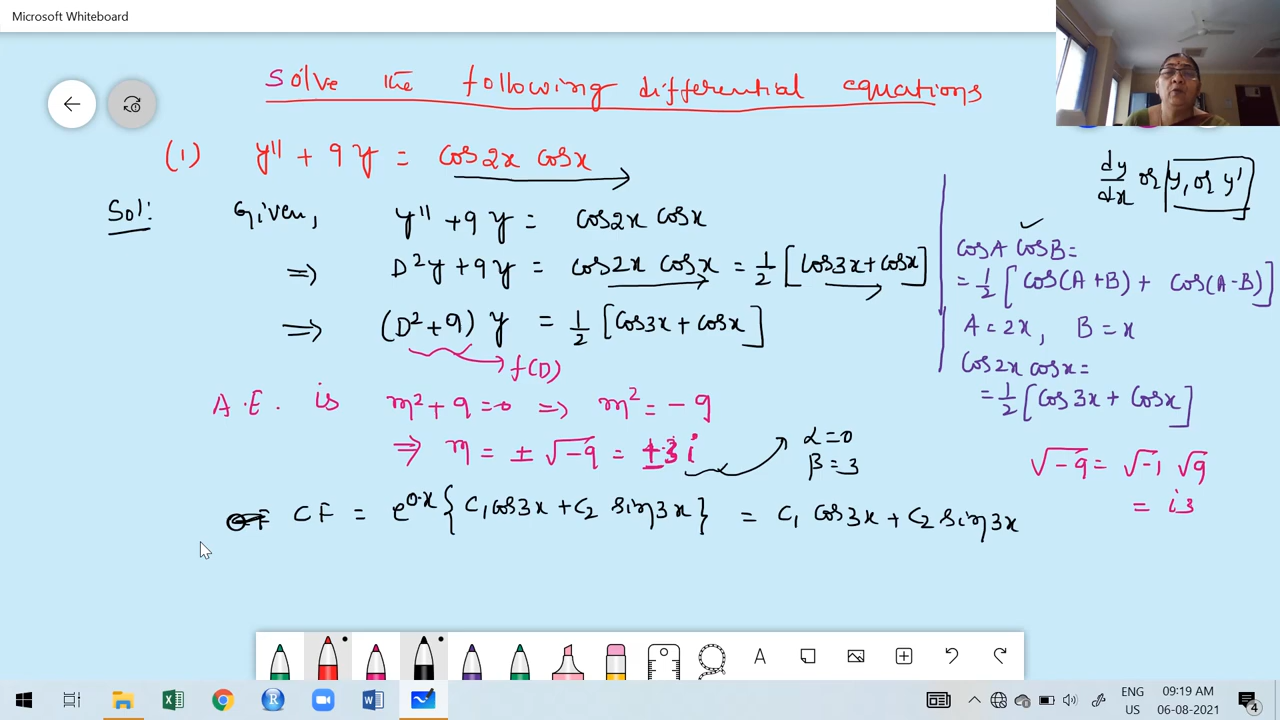 Microsoft Whiteboard
Solve the following differential equations
(1) y'' + 9y = cos2x cosx
dy/dx or y₁ or y'
Sol: Given, y'' + 9y = cos2x cosx
⇒ D²y + 9y = cos2x cosx = 1/2 [cos3x + cosx]
⇒ (D² + 9) y = 1/2 [cos3x + cosx]
f(D)
A.E. is m² + 9 = 0 ⇒ m² = -9
⇒ m = ± √-9 = ±3i
α = 0
β = 3
CF = e^0.x {C₁ cos3x + C₂ sin3x} = C₁ cos3x + C₂ sin3x
cosA cosB =
= 1/2 [cos(A+B) + cos(A-B)]
A = 2x, B = x
cos2x cosx =
= 1/2 [cos3x + cosx]
√-9 = √-1 √9
= i3
A
ENG
US
09:19 AM
06-08-2021
4